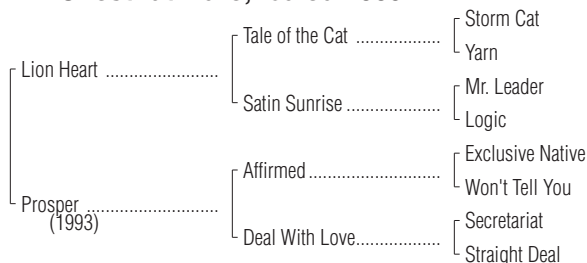 Storm Cat
Tale of the Cat ..................
Yarn
Lion Heart ........................
Mr. Leader
Satin Sunrise ....................
Logic
Exclusive Native
Affirmed ...........................
Won't Tell You
Prosper ............................
(1993)
Secretariat
Deal With Love.................
Straight Deal